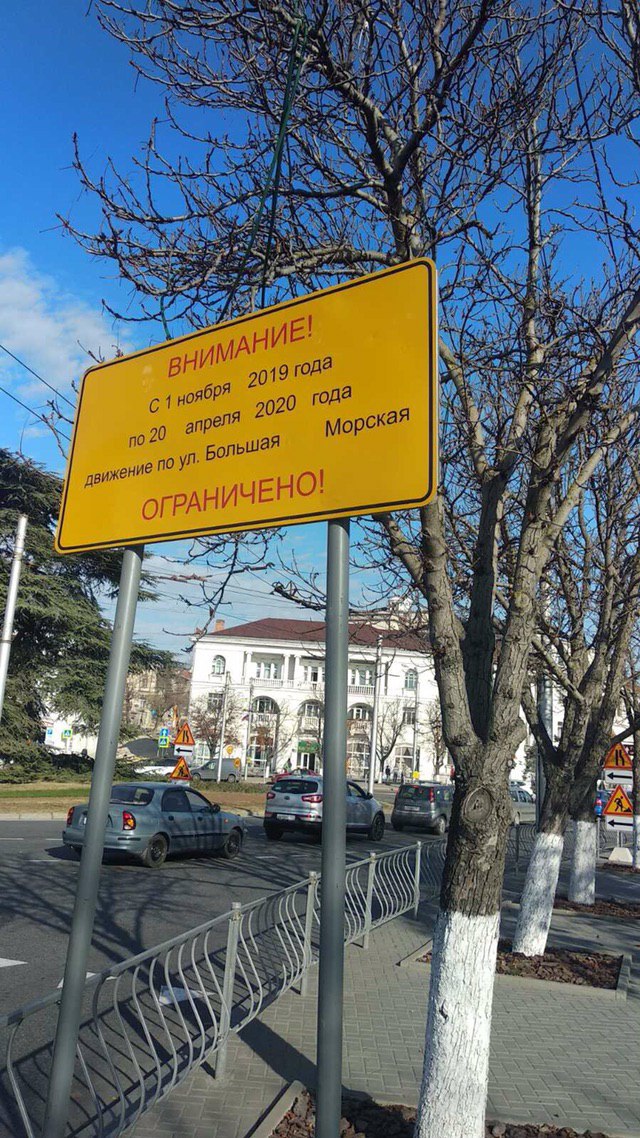 ВНИМАНИЕ!
С 1 ноября 2019 года
по 20 апреля 2020 года
движение по ул. Большая Морская
ОГРАНИЧЕНО!